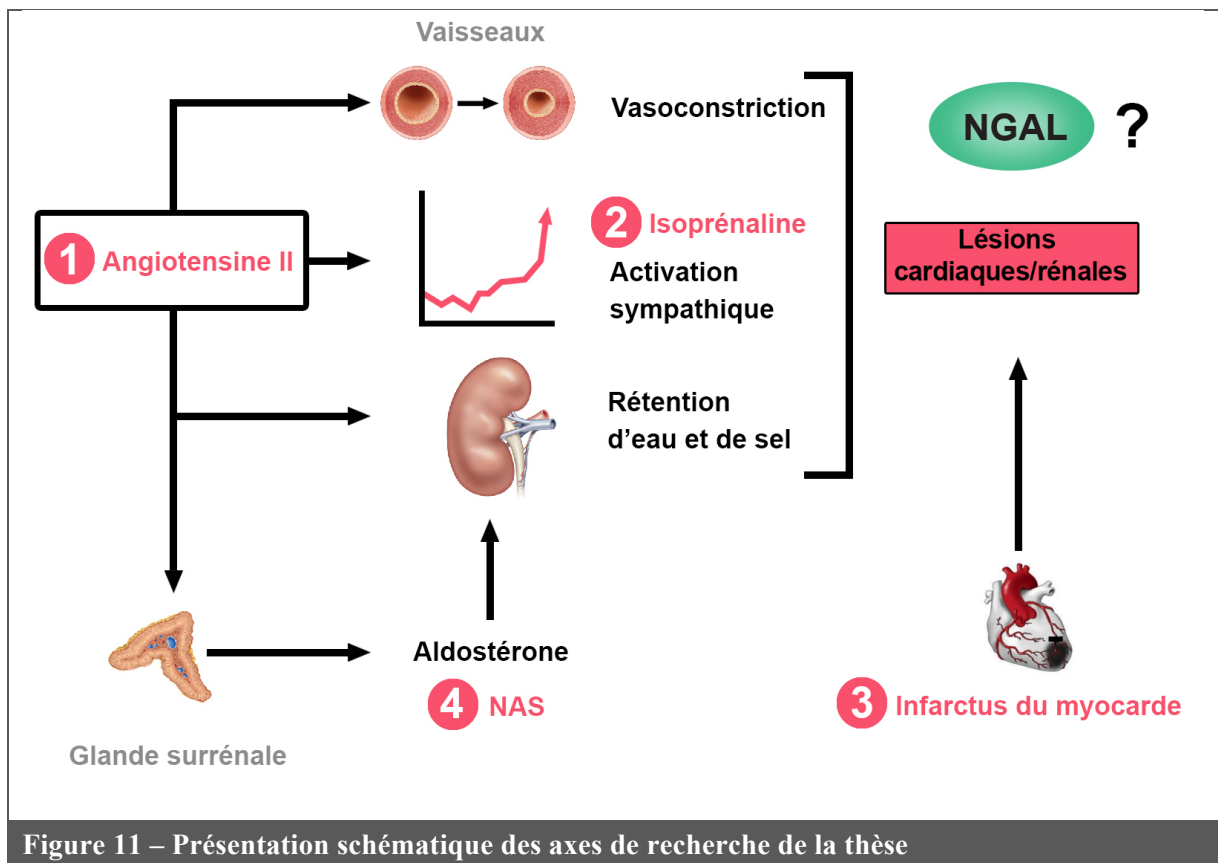 Vaisseaux
Vasoconstriction
NGAL ?
1 Angiotensine II
2 Isoprénaline
Activation
sympathique
Lésions
cardiaques/rénales
Rétention
d’eau et de sel
Aldostérone
4 NAS
3 Infarctus du myocarde
Glande surrénale
Figure 11 – Présentation schématique des axes de recherche de la thèse